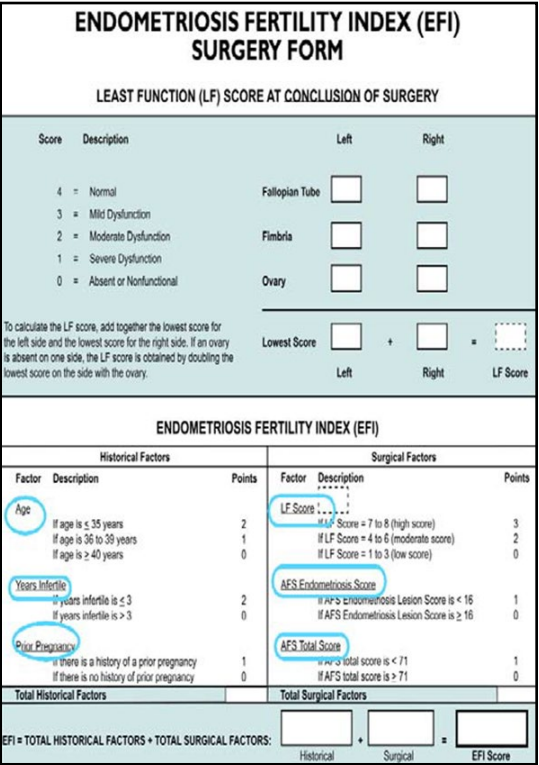 ENDOMETRIOSIS FERTILITY INDEX (EFI)
SURGERY FORM
LEAST FUNCTION (LF) SCORE AT CONCLUSION OF SURGERY
Score Description Left Right
4 = Normal
3 = Mild Dysfunction
2 = Moderate Dysfunction
1 = Severe Dysfunction
0 = Absent or Nonfunctional
Fallopian Tube
Fimbria
Ovary
To calculate the LF score, add together the lowest score for
the left side and the lowest score for the right side. If an ovary
is absent on one side, the LF score is obtained by doubling the
lowest score on the side with the ovary.
Lowest Score + =
Left Right LF Score
ENDOMETRIOSIS FERTILITY INDEX (EFI)
Historical Factors
Factor Description Points
Age
If age is ≤ 35 years 2
If age is 36 to 39 years 1
If age is ≥ 40 years 0
Years Infertile
If years infertile is ≤ 3 2
If years infertile is > 3 0
Prior Pregnancy
If there is a history of a prior pregnancy 1
If there is no history of prior pregnancy 0
Total Historical Factors
Surgical Factors
Factor Description Points
LF Score
If LF Score = 7 to 8 (high score) 3
If LF Score = 4 to 6 (moderate score) 2
If LF Score = 1 to 3 (low score) 0
AFS Endometriosis Score
If AFS Endometriosis Lesion Score is < 16 1
If AFS Endometriosis Lesion Score is ≥ 16 0
AFS Total Score
If AFS total score is < 71 1
If AFS total score is ≥ 71 0
Total Surgical Factors
EFI = TOTAL HISTORICAL FACTORS + TOTAL SURGICAL FACTORS: + =
Historical Surgical EFI Score